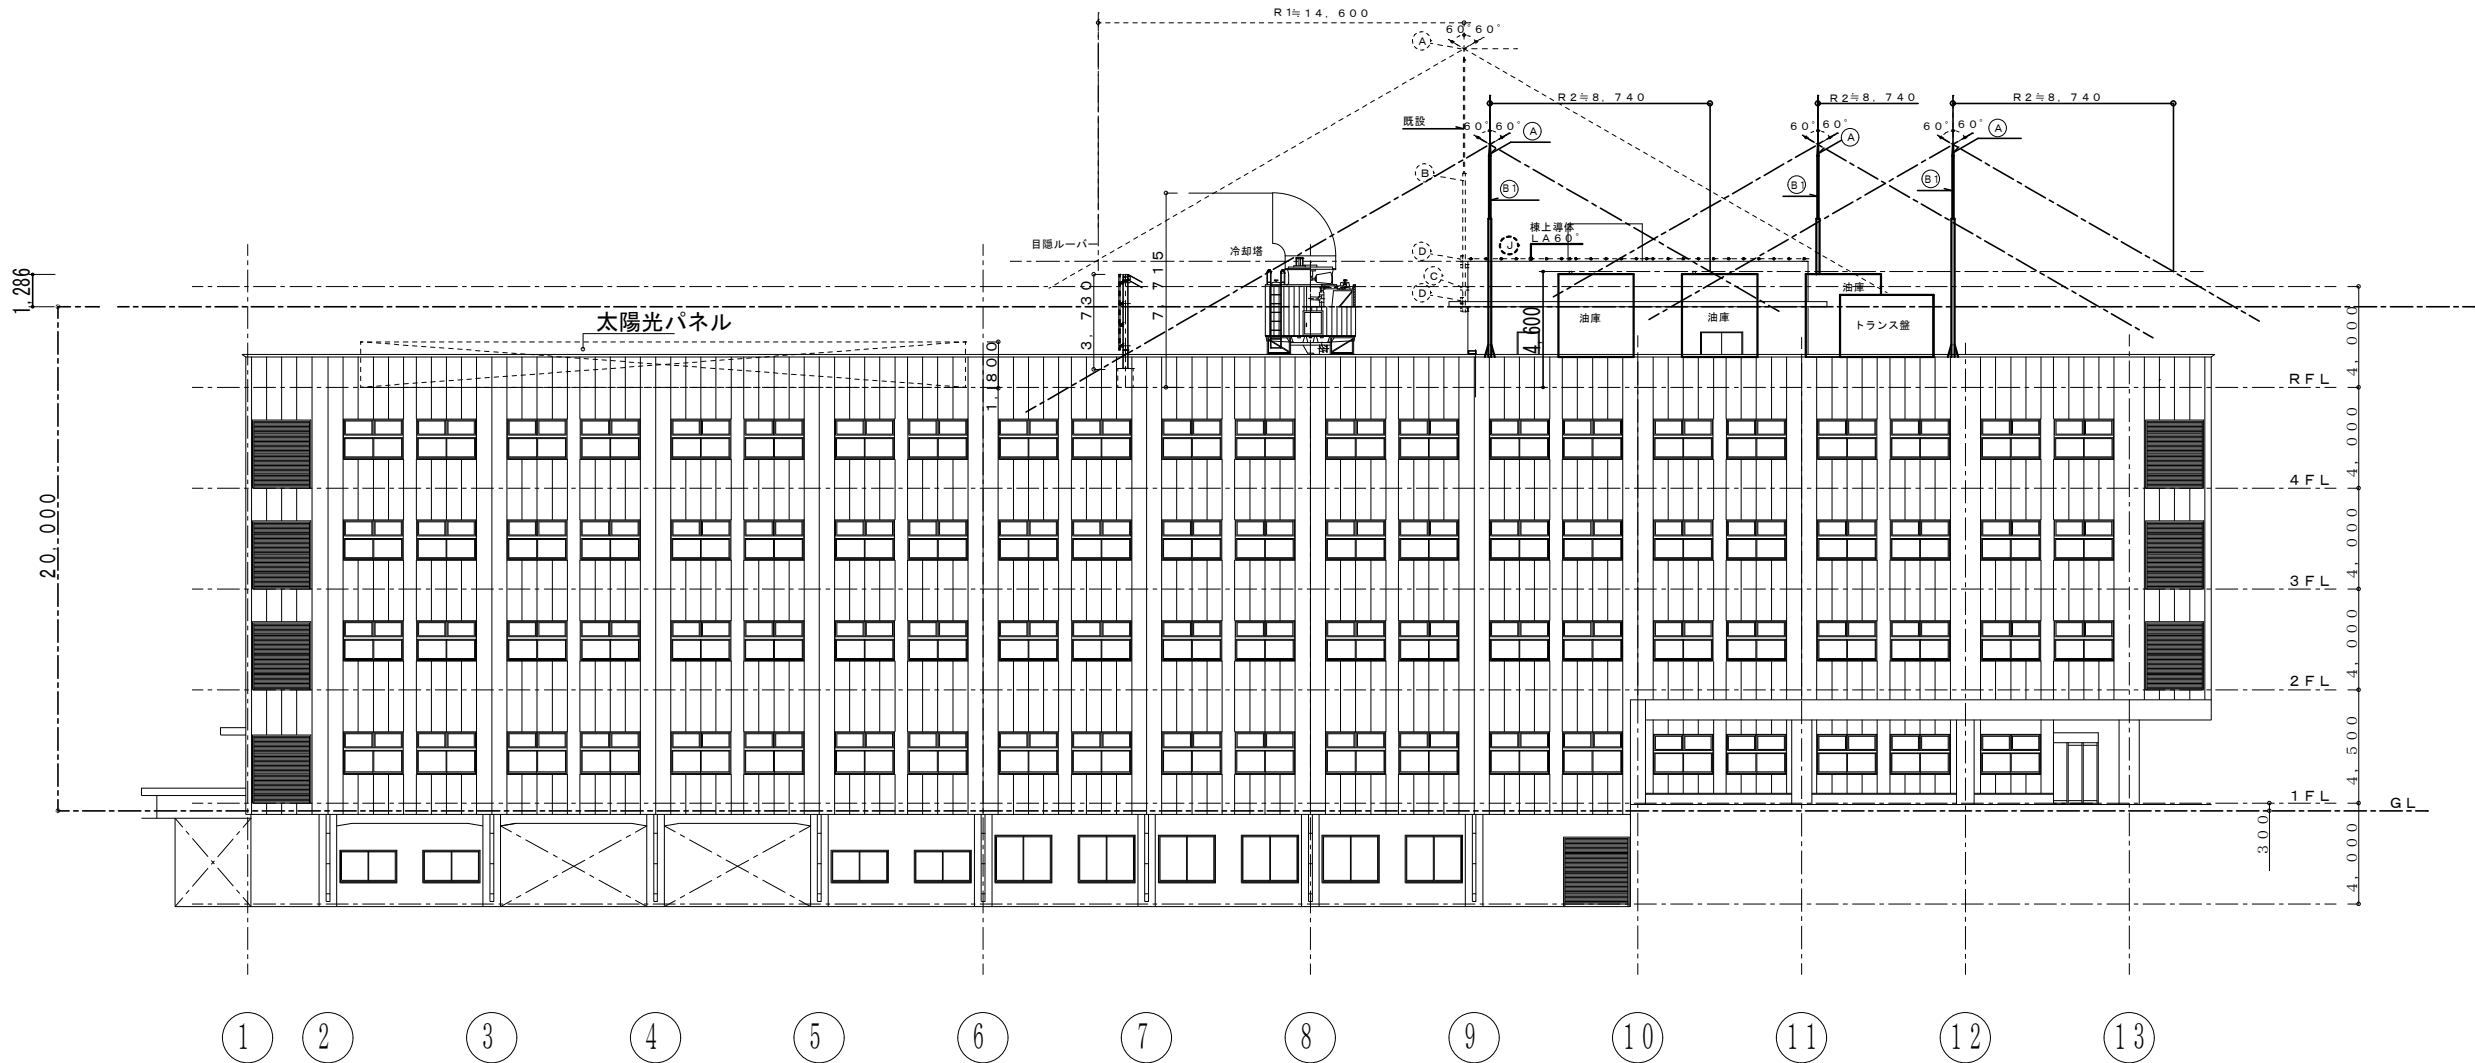 R1≒14,600
60°60°
A
R2≒8,740
R2≒8,740
R2≒8,740
既設
60°60°
A
60°60°
A
60°60°
A
B
B1
B1
B1
棟上導体
LA60°
J
目隠ルーバー
冷却塔
D
C
D
1,286
7,715
3,730
太陽光パネル
1,800
4,600
油庫
油庫
油庫
トランス盤
4,000
RFL
4,000
4FL
4,000
3FL
4,000
2FL
4,500
1FL
GL
300
4,000
20,000
1
2
3
4
5
6
7
8
9
10
11
12
13